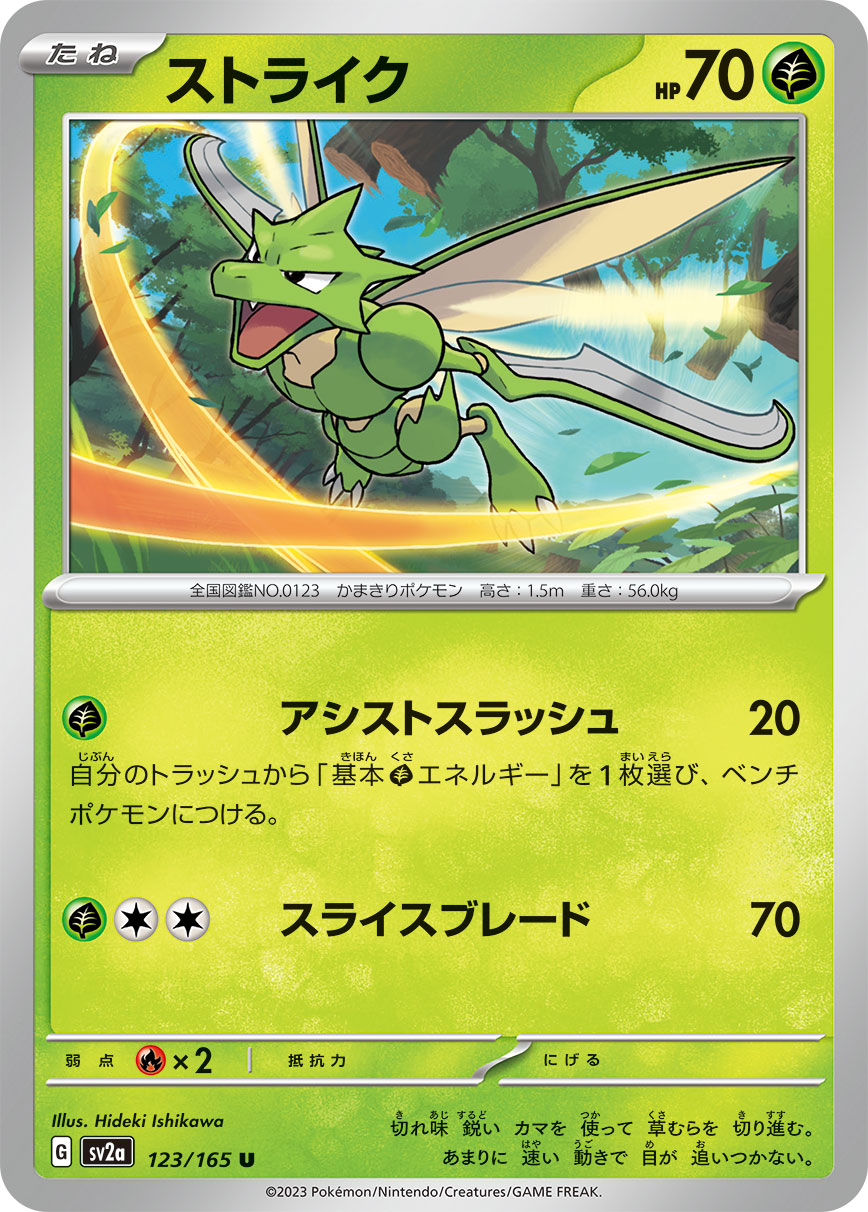 たね
ストライク
HP70
全国図鑑NO.0123 かまきりポケモン 高さ：1.5m 重さ：56.0kg
アシストスラッシュ 20
自分のトラッシュから「基本エネルギー」を1枚選び、ベンチ
ポケモンにつける。
スライスブレード 70
弱点 ×2 抵抗力 にげる
Illus. Hideki Ishikawa
切れ味 鋭い カマを 使って 草むらを 切り進む。
あまりに 速い 動きで 目が 追いつかない。
G sv2a 123/165 U
©2023 Pokémon/Nintendo/Creatures/GAME FREAK.